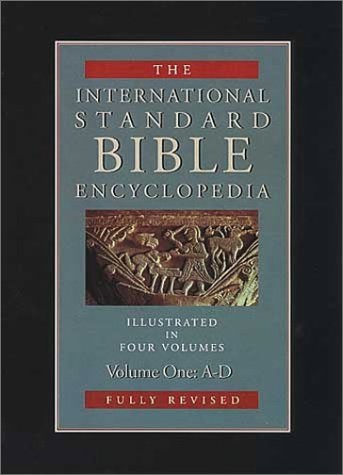 THE
INTERNATIONAL
STANDARD
BIBLE
ENCYCLOPEDIA
ILLUSTRATED
IN
FOUR VOLUMES
Volume One: A-D
FULLY REVISED